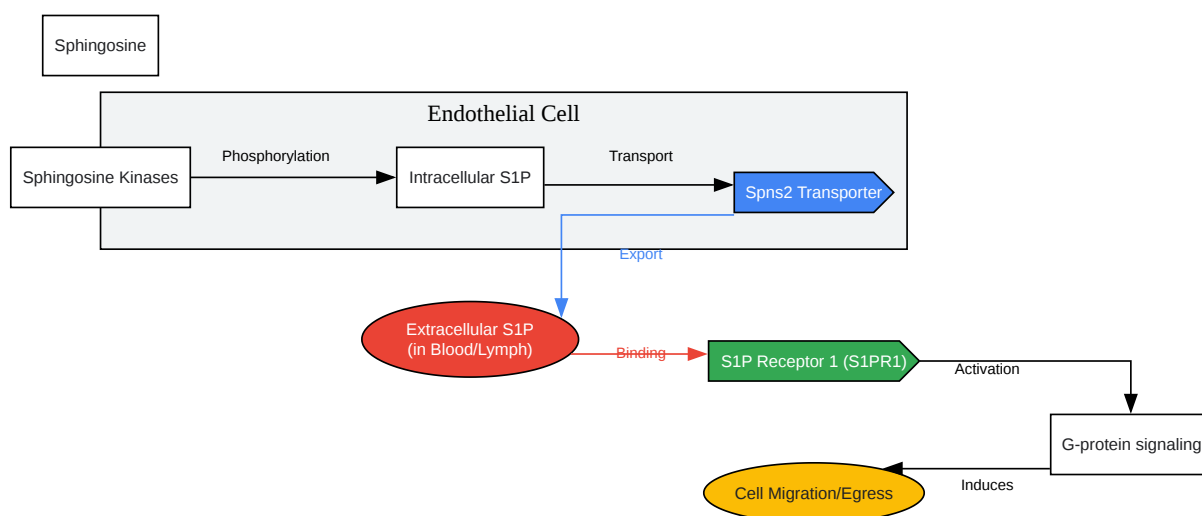 Sphingosine
Endothelial Cell
Sphingosine Kinases
Phosphorylation
Intracellular S1P
Transport
Spns2 Transporter
Export
Extracellular S1P
(in Blood/Lymph)
Binding
S1P Receptor 1 (S1PR1)
Activation
G-protein signaling
Induces
Cell Migration/Egress